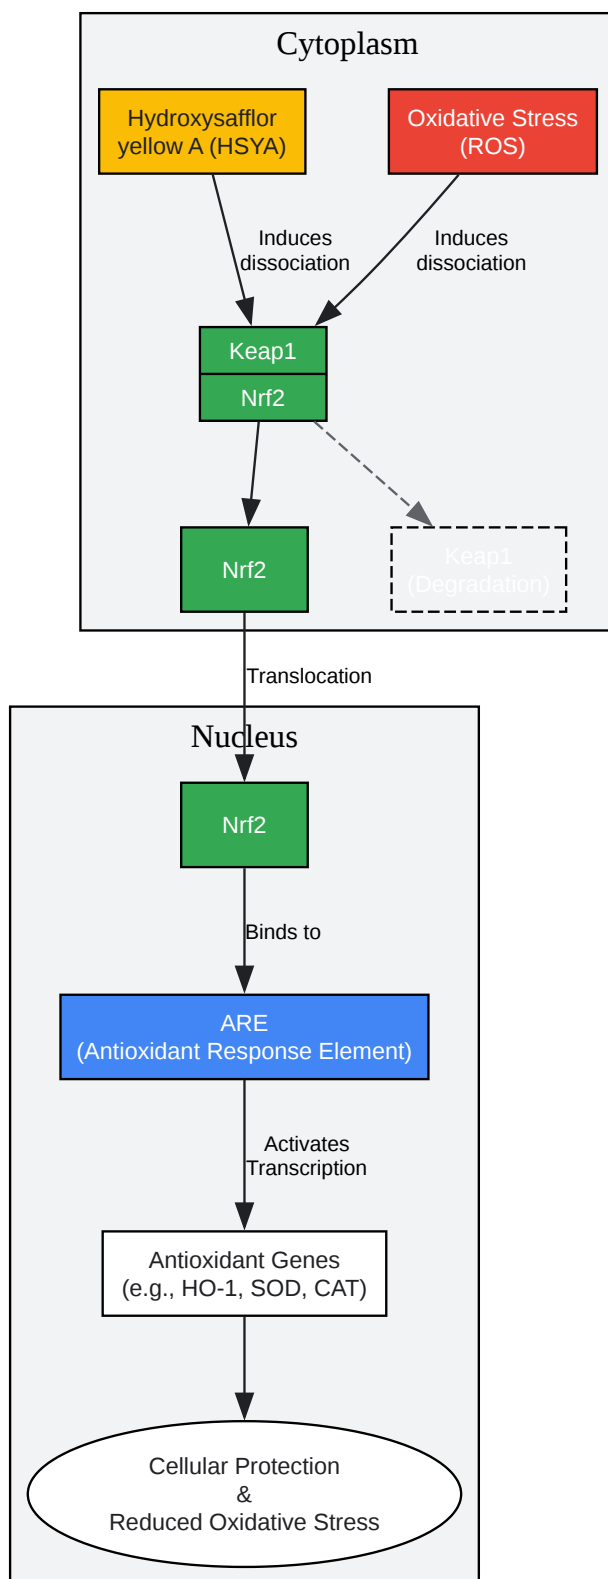 Cytoplasm
Hydroxysafflor
yellow A (HSYA)
Oxidative Stress
(ROS)
Induces
dissociation
Induces
dissociation
Keap1
Nrf2
Nrf2
Keap1
(Degradation)
Translocation
Nucleus
Nrf2
Binds to
ARE
(Antioxidant Response Element)
Activates
Transcription
Antioxidant Genes
(e.g., HO-1, SOD, CAT)
Cellular Protection
&
Reduced Oxidative Stress